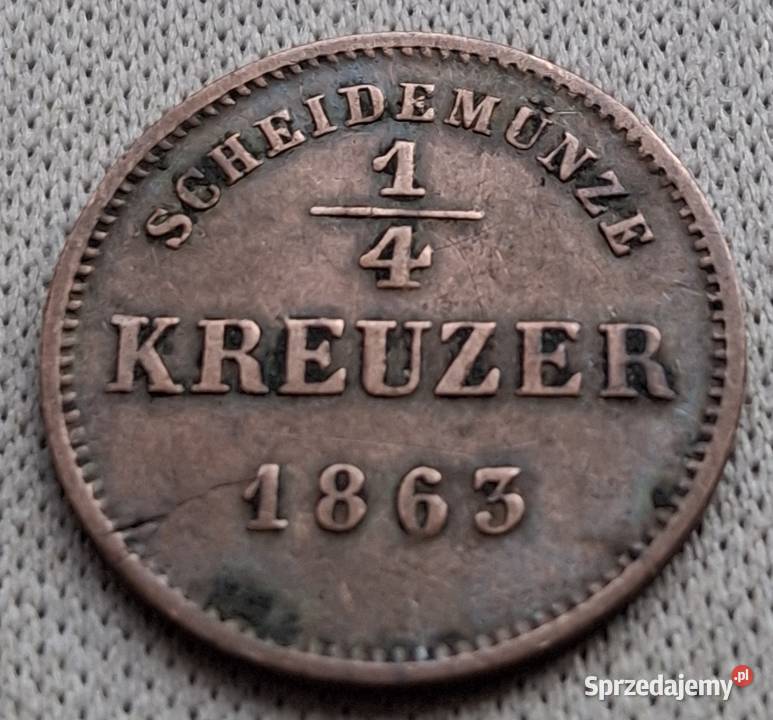 SCHEIDEMÜNZE
1
4
KREUZER
1863
Sprzedajemy.pl